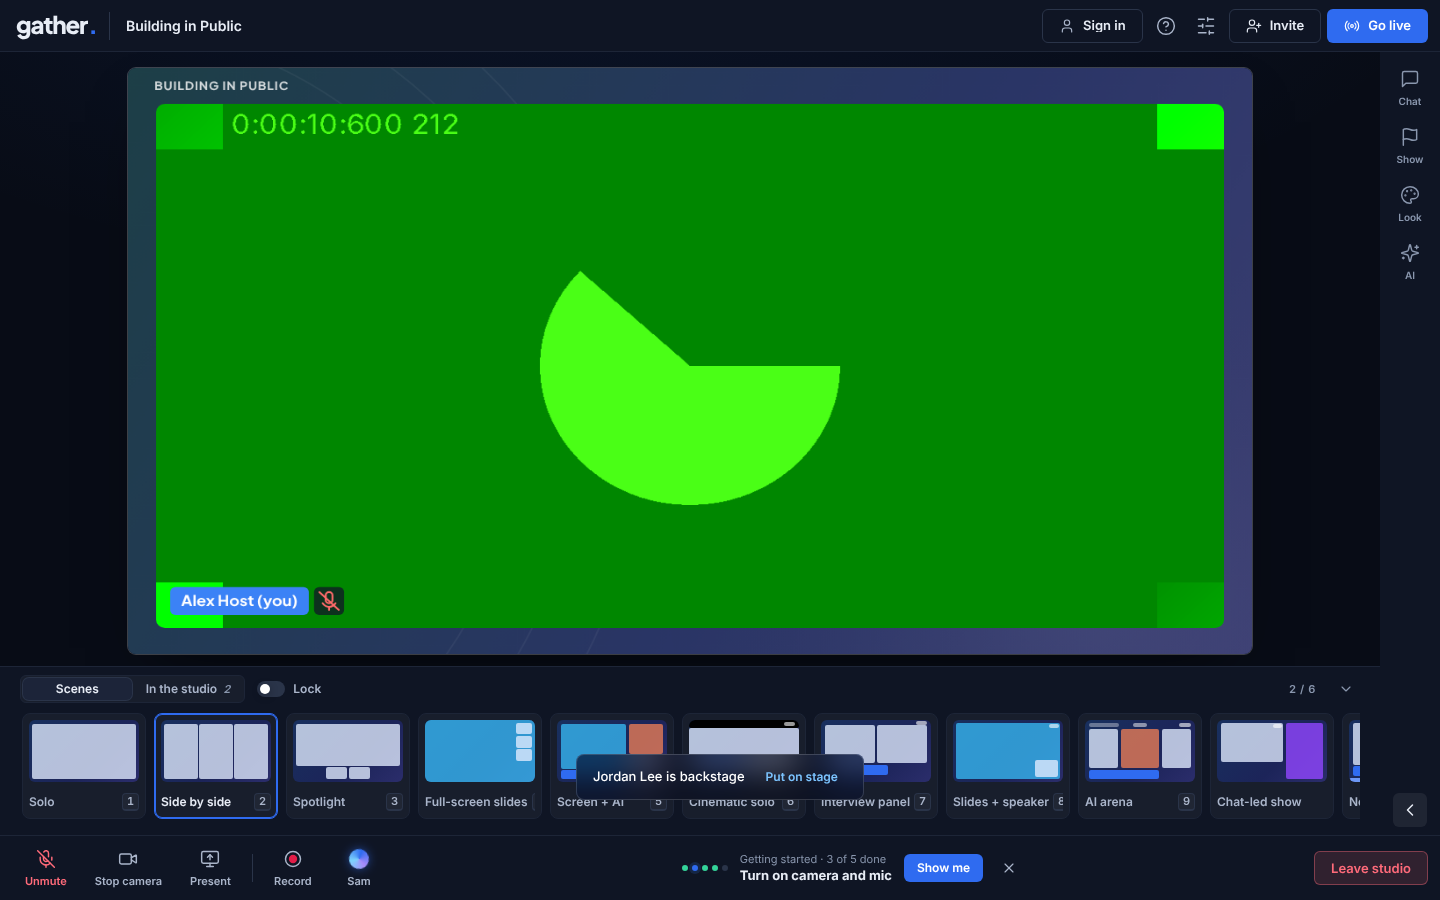 gather.
Building in Public
Sign in
Invite
Go live
BUILDING IN PUBLIC
0:00:10:600 212
Alex Host (you)
Chat
Show
Look
AI
Scenes
In the studio 2
Lock
2 / 6
Jordan Lee is backstage
Put on stage
Solo 1
Side by side 2
Spotlight 3
Full-screen slides
Screen + AI 5
Cinematic solo 6
Interview panel 7
Slides + speaker 8
AI arena 9
Chat-led show
Unmute
Stop camera
Present
Record
Sam
Getting started · 3 of 5 done
Turn on camera and mic
Show me
Leave studio